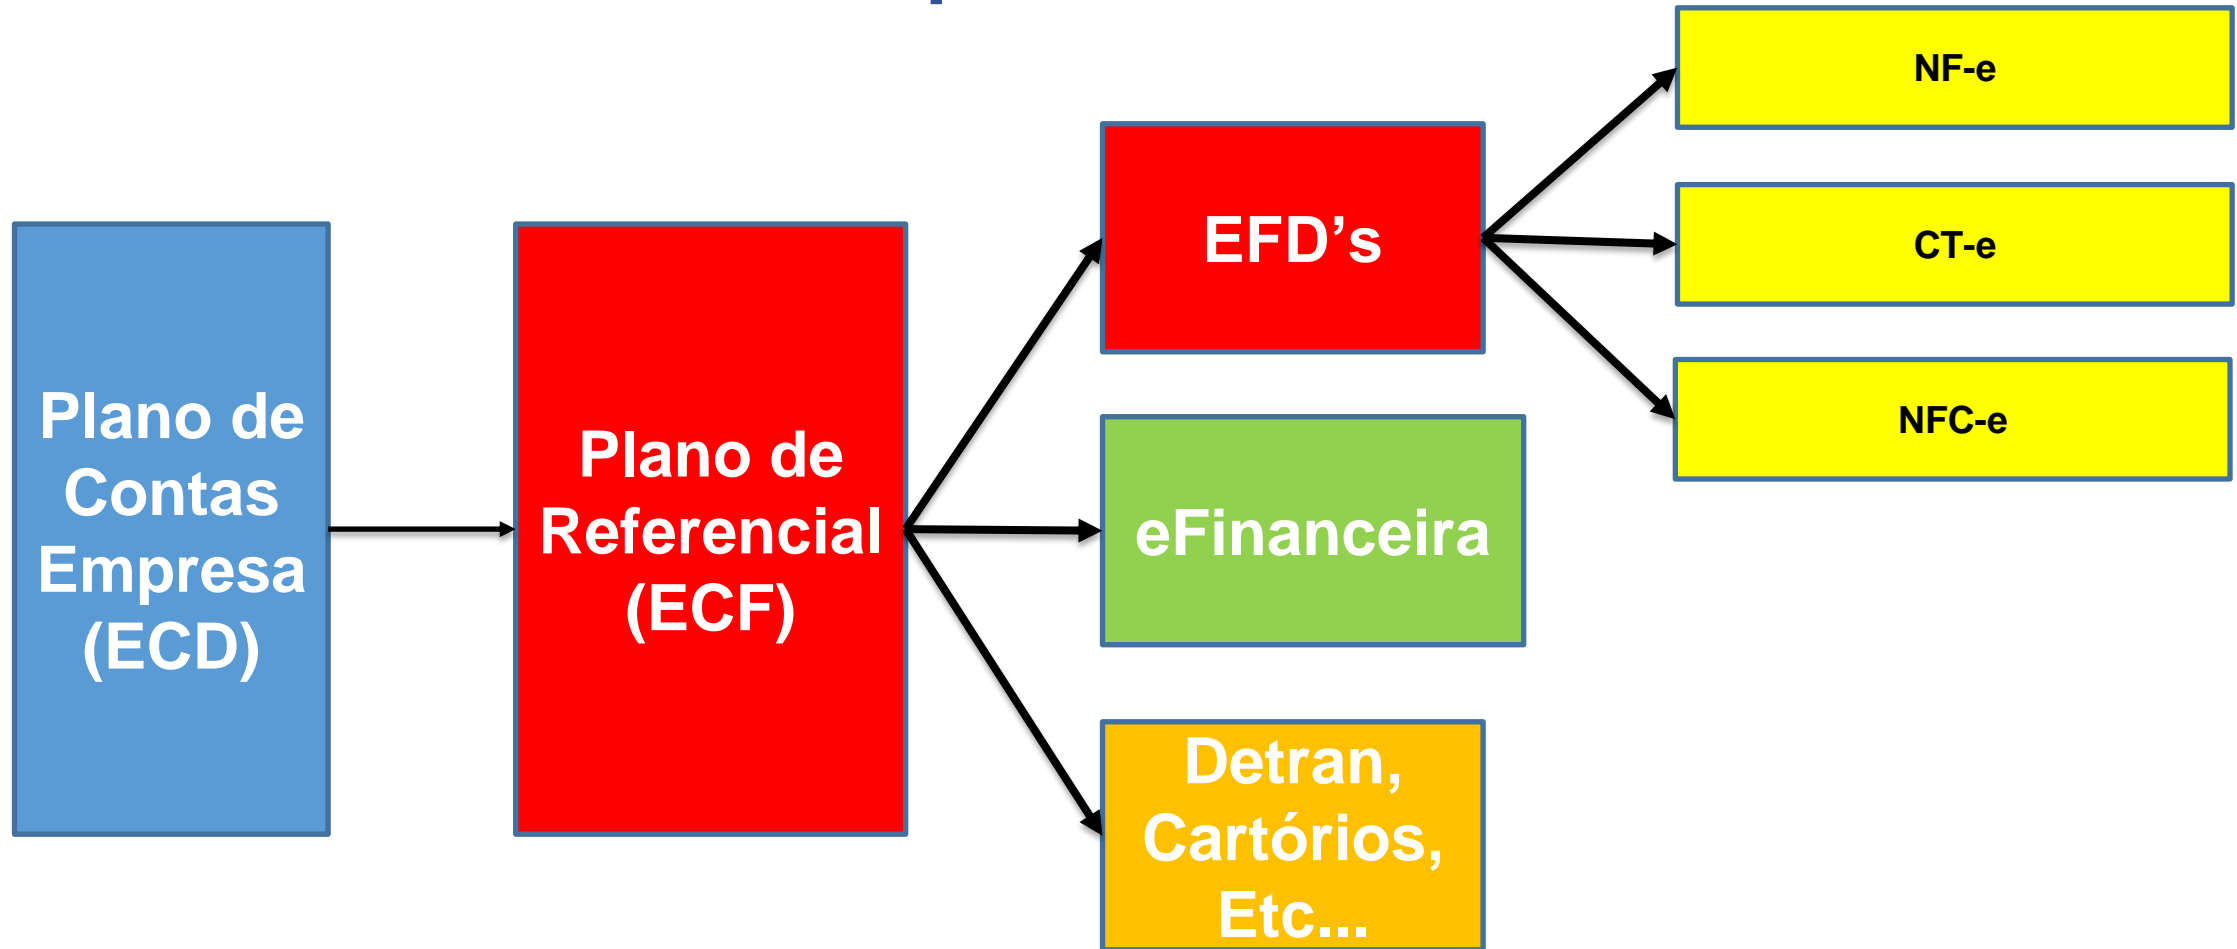 Plano de
Contas
Empresa
(ECD)
Plano de
Referencial
(ECF)
EFD’s
eFinanceira
Detran,
Cartórios,
Etc...
NF-e
CT-e
NFC-e